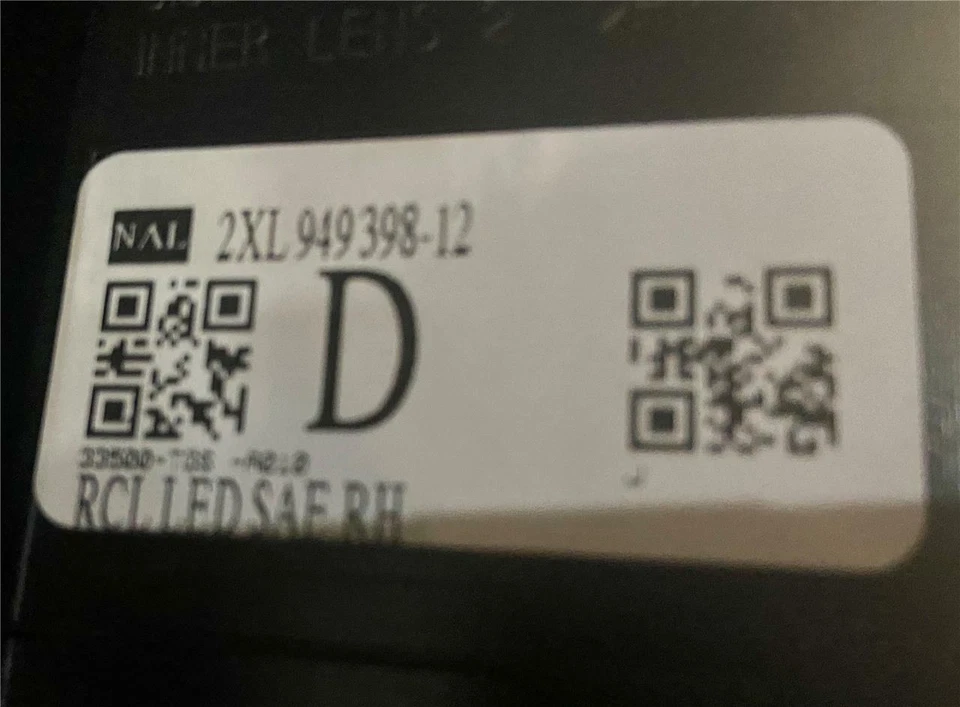 INNER LENS
NAL
2XL 949 398-12
D
RCL LED SAE RH